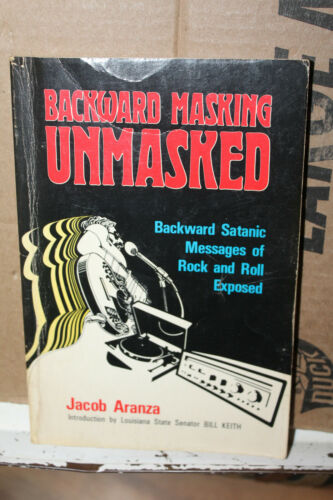 BACKWARD MASKING
UNMASKED
Backward Satanic
Messages of
Rock and Roll
Exposed
Jacob Aranza
Introduction by Louisiana State Senator BILL KEITH
DUCK